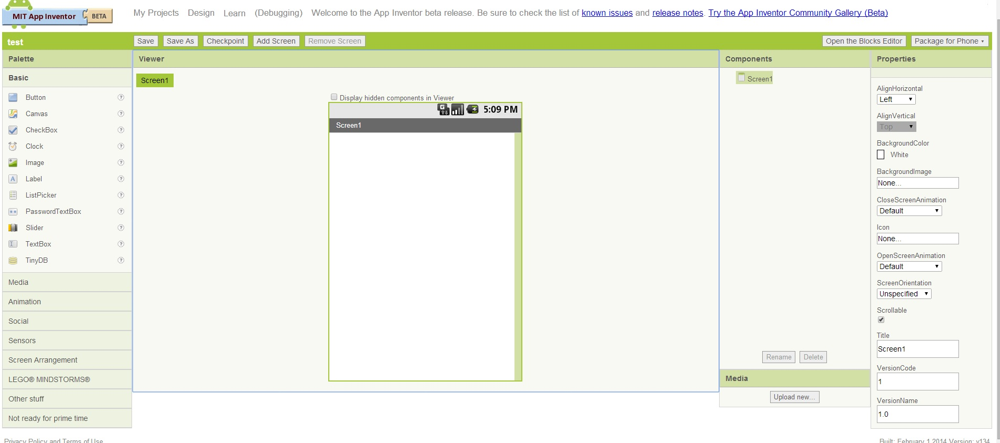 MIT App Inventor BETA
My Projects Design Learn (Debugging) Welcome to the App Inventor beta release. Be sure to check the list of known issues and release notes. Try the App Inventor Community Gallery (Beta)
test Save Save As Checkpoint Add Screen Remove Screen Open the Blocks Editor Package for Phone
Palette
Basic
Button ?
Canvas ?
CheckBox ?
Clock ?
Image ?
Label ?
ListPicker ?
PasswordTextBox ?
Slider ?
TextBox ?
TinyDB ?
Media
Animation
Social
Sensors
Screen Arrangement
LEGO® MINDSTORMS®
Other stuff
Not ready for prime time
Viewer
Screen1
Display hidden components in Viewer
G 5:09 PM
Screen1
Components
Screen1
Rename Delete
Media
Upload new...
Properties
AlignHorizontal
Left
AlignVertical
Top
BackgroundColor
White
BackgroundImage
None...
CloseScreenAnimation
Default
Icon
None...
OpenScreenAnimation
Default
ScreenOrientation
Unspecified
Scrollable
Title
Screen1
VersionCode
1
VersionName
1.0
Privacy Policy and Terms of Use
Built: February 1 2014 Version: v134